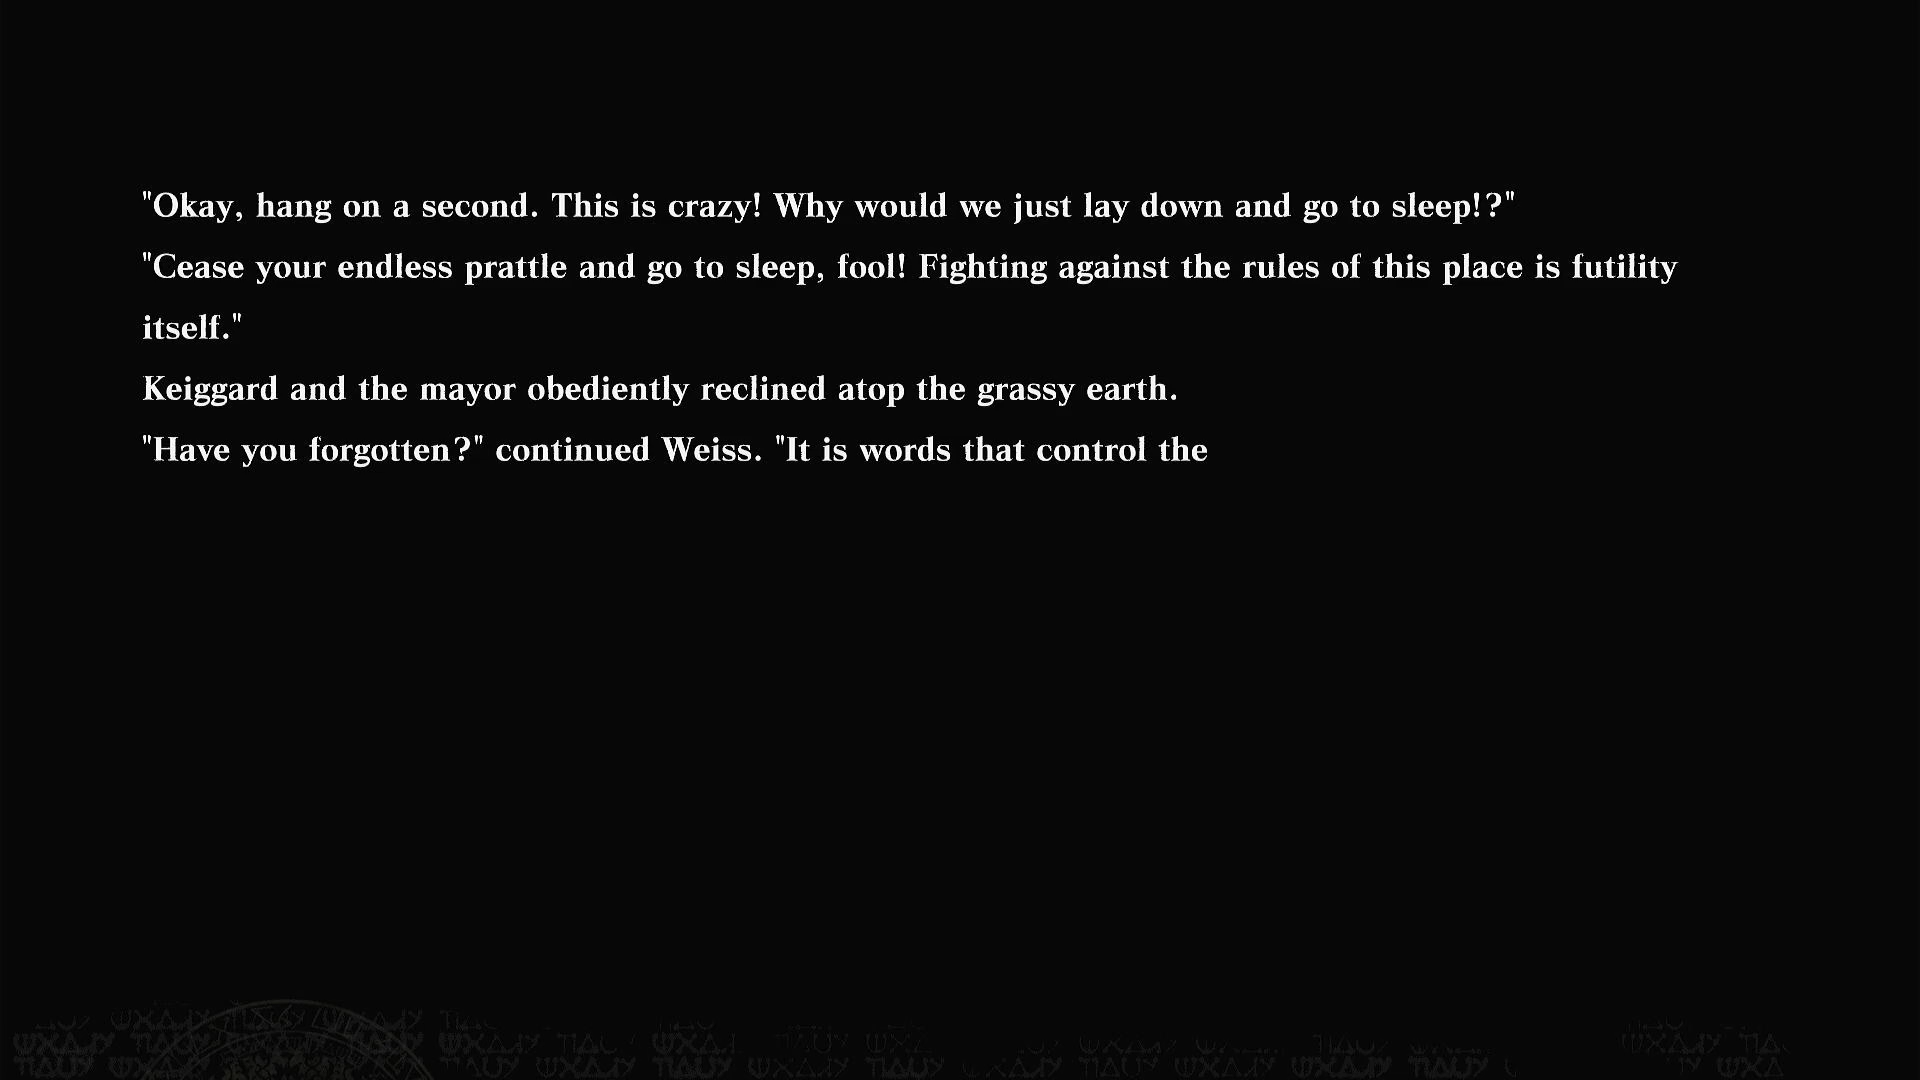 "Okay, hang on a second. This is crazy! Why would we just lay down and go to sleep!?"
"Cease your endless prattle and go to sleep, fool! Fighting against the rules of this place is futility
itself."
Keiggard and the mayor obediently reclined atop the grassy earth.
"Have you forgotten?" continued Weiss. "It is words that control the